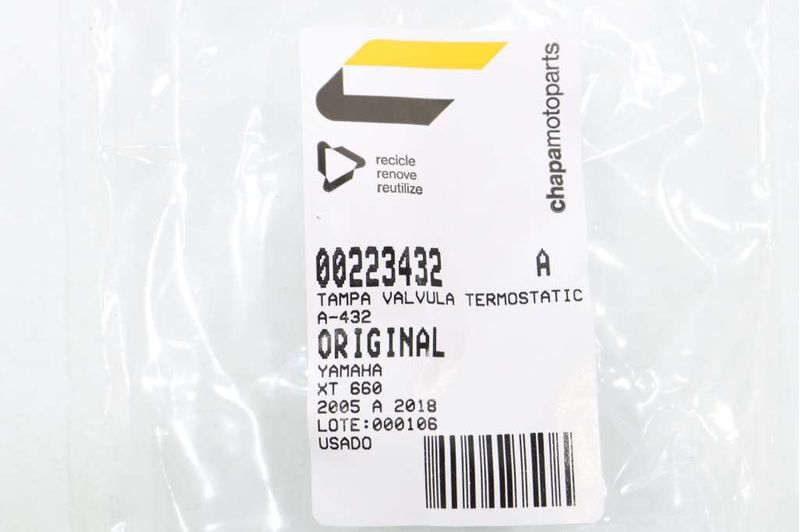 chapamotoparts
recicle
renove
reutilize
00223432 A
TAMPA VALVULA TERMOSTATIC
A-432
ORIGINAL
YAMAHA
XT 660
2005 A 2018
LOTE:000106
USADO